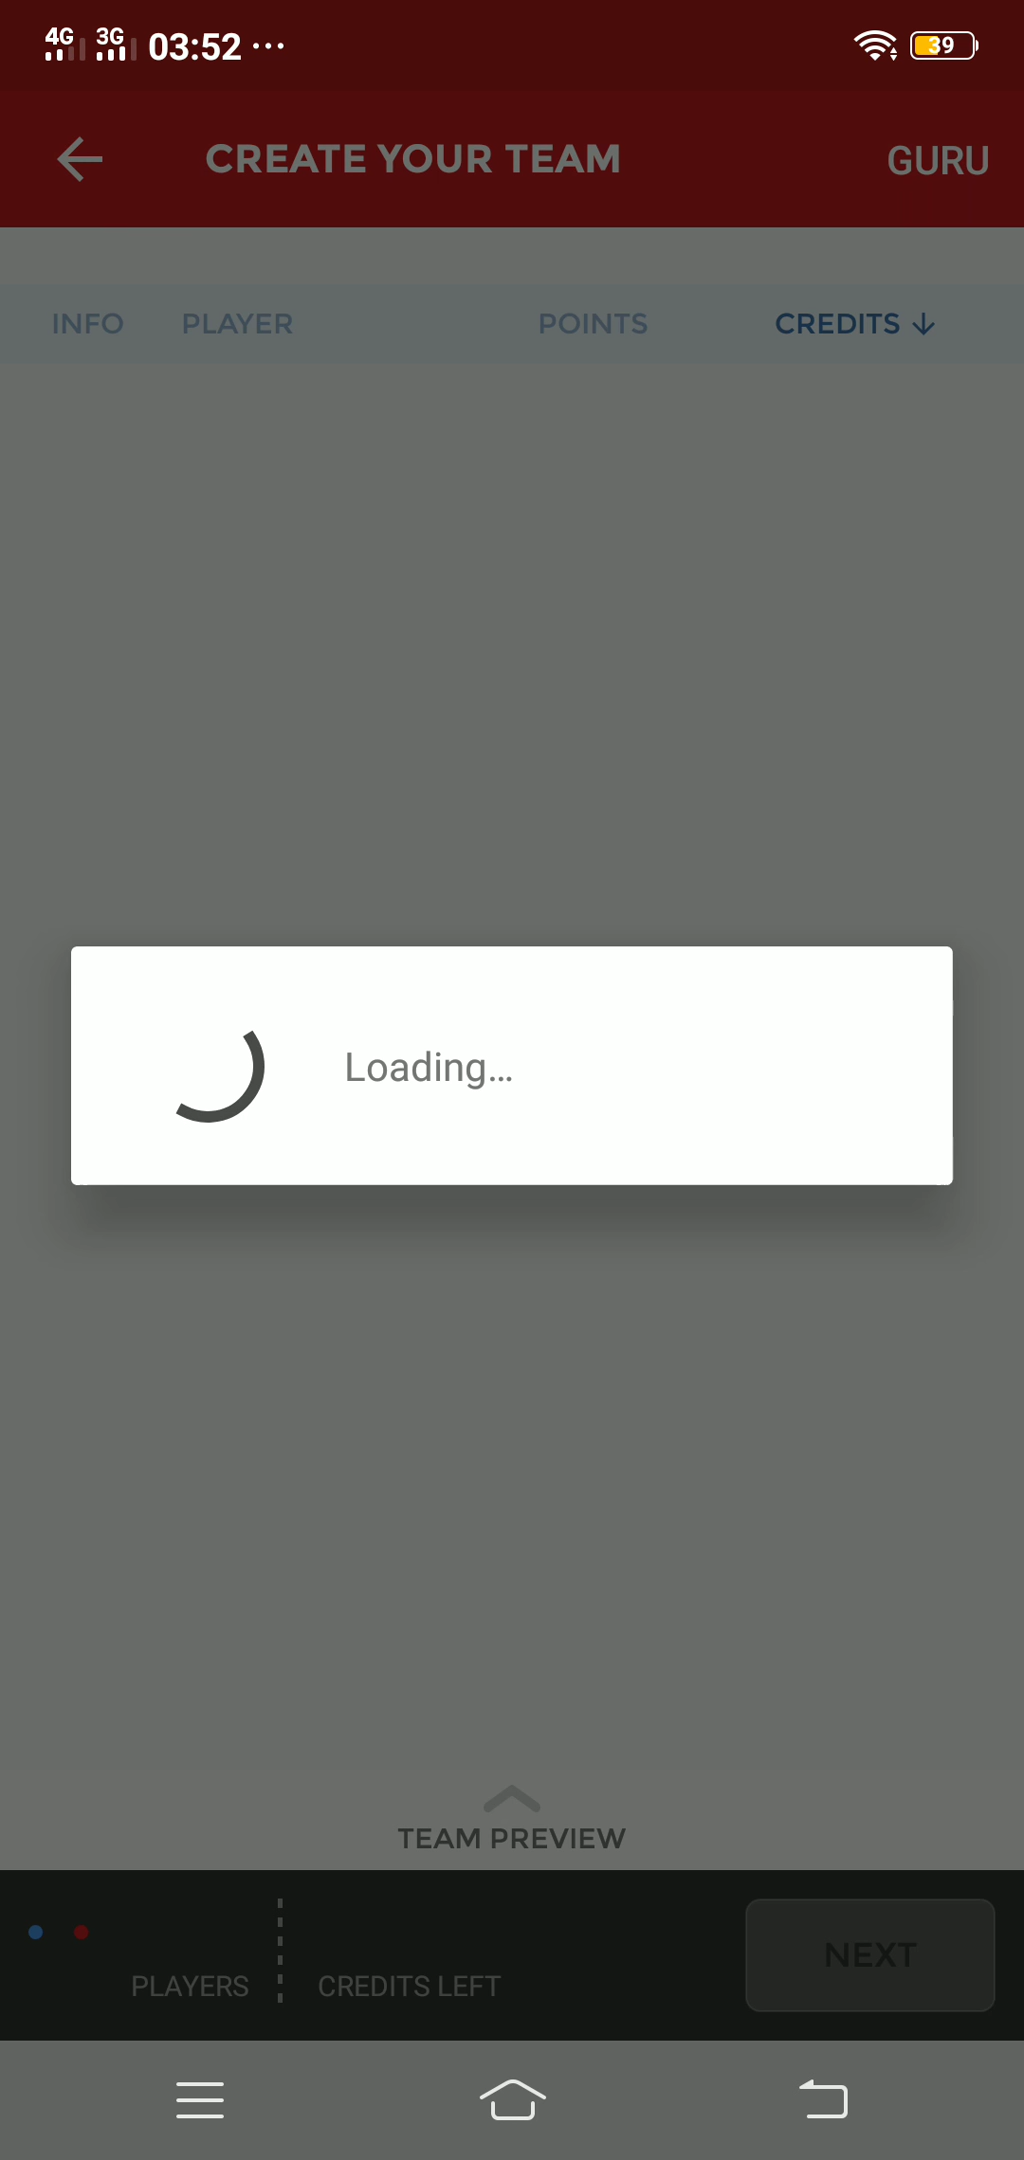 4G 3G 03:52 ... 39
CREATE YOUR TEAM GURU
INFO PLAYER POINTS CREDITS ↓
Loading...
TEAM PREVIEW
NEXT
PLAYERS CREDITS LEFT